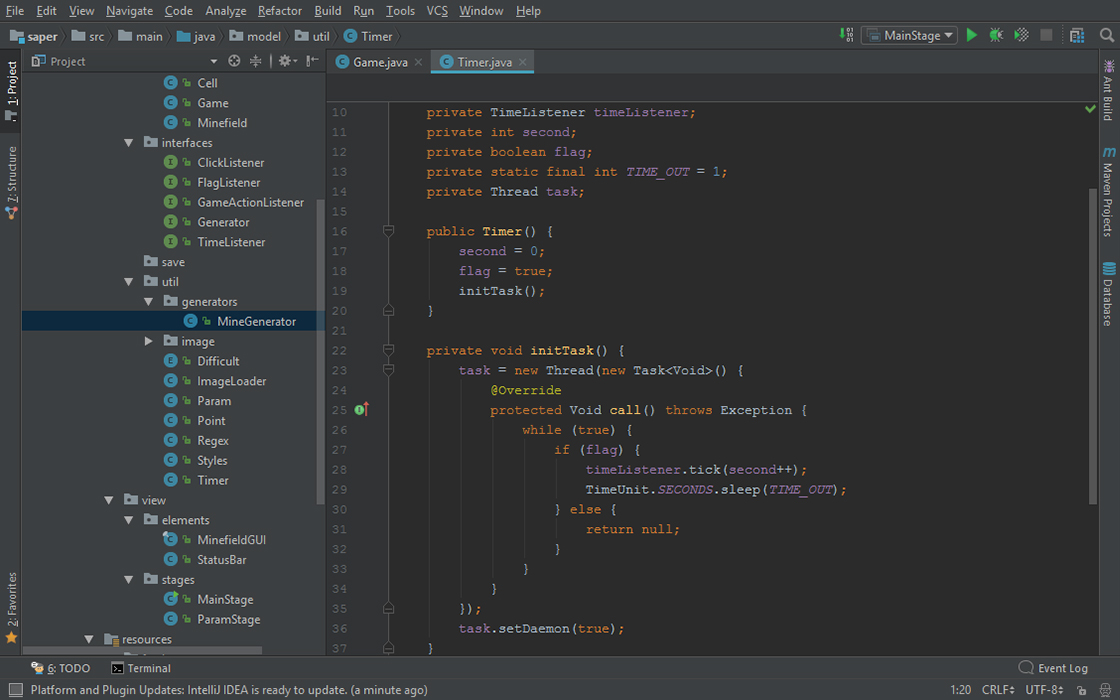 File Edit View Navigate Code Analyze Refactor Build Run Tools VCS Window Help
saper src main java model util Timer MainStage
1: Project
7: Structure
2: Favorites
Project
Cell
Game
Minefield
interfaces
ClickListener
FlagListener
GameActionListener
Generator
TimeListener
save
util
generators
MineGenerator
image
Difficult
ImageLoader
Param
Point
Regex
Styles
Timer
view
elements
MinefieldGUI
StatusBar
stages
MainStage
ParamStage
resources
Game.java Timer.java
10 private TimeListener timeListener;
11 private int second;
12 private boolean flag;
13 private static final int TIME_OUT = 1;
14 private Thread task;
15
16 public Timer() {
17 second = 0;
18 flag = true;
19 initTask();
20 }
21
22 private void initTask() {
23 task = new Thread(new Task<Void>() {
24 @Override
25 protected Void call() throws Exception {
26 while (true) {
27 if (flag) {
28 timeListener.tick(second++);
29 TimeUnit.SECONDS.sleep(TIME_OUT);
30 } else {
31 return null;
32 }
33 }
34 }
35 });
36 task.setDaemon(true);
37 }
Ant Build
Maven Projects
Database
6: TODO Terminal Event Log
Platform and Plugin Updates: IntelliJ IDEA is ready to update. (a minute ago) 1:20 CRLF UTF-8